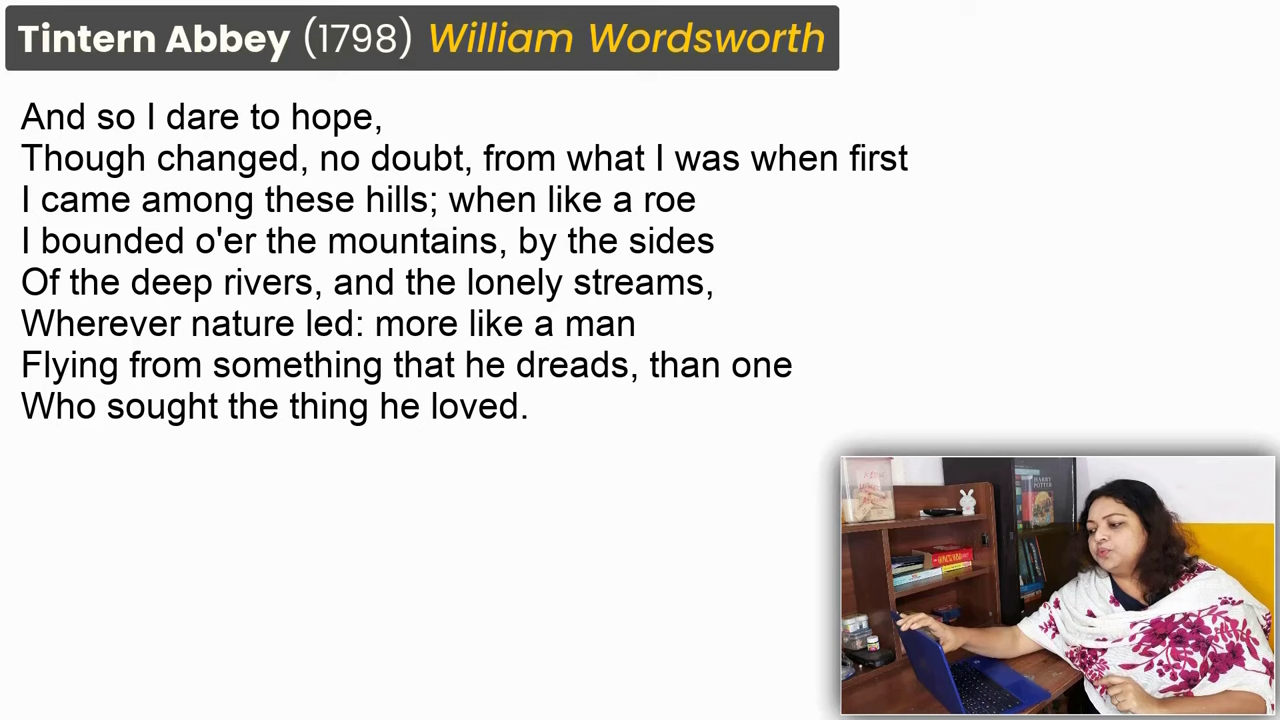 Tintern Abbey (1798) William Wordsworth
And so I dare to hope,
Though changed, no doubt, from what I was when first
I came among these hills; when like a roe
I bounded o'er the mountains, by the sides
Of the deep rivers, and the lonely streams,
Wherever nature led: more like a man
Flying from something that he dreads, than one
Who sought the thing he loved.
HARRY
POTTER